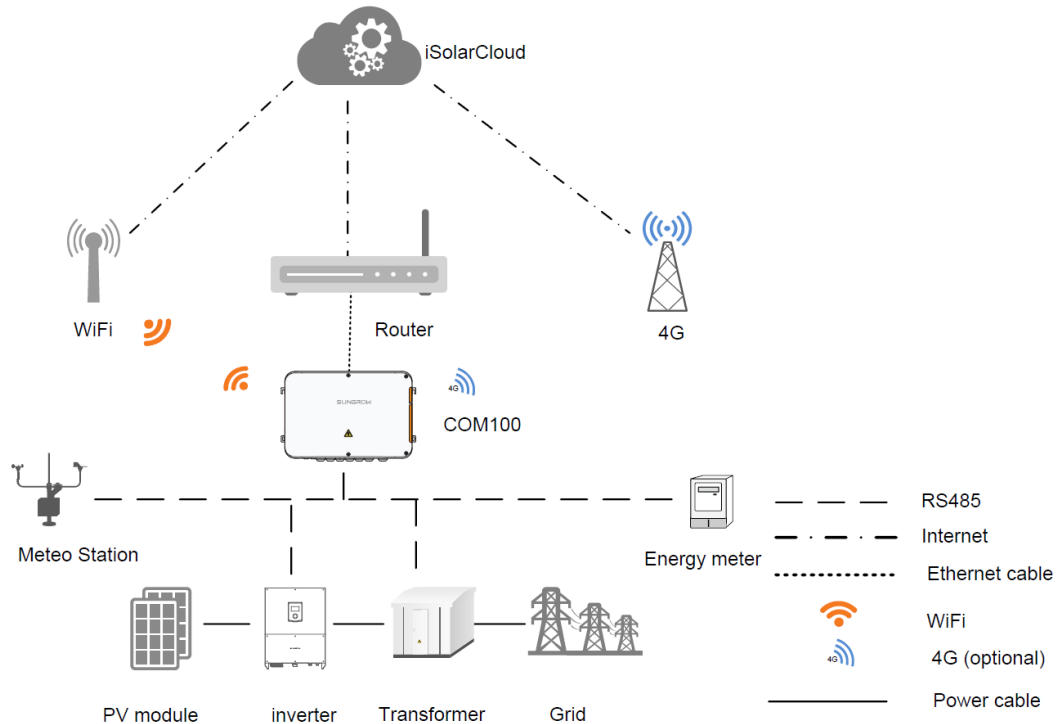 iSolarCloud
WiFi
Router
4G
4G
SUNGROW
COM100
Meteo Station
Energy meter
RS485
Internet
Ethernet cable
WiFi
4G
4G (optional)
Power cable
PV module
inverter
Transformer
Grid